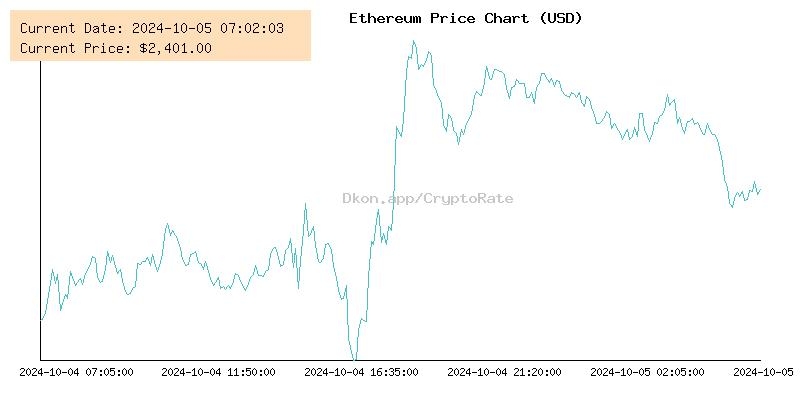 Ethereum Price Chart (USD)
Current Date: 2024-10-05 07:02:03
Current Price: $2,401.00
Dkon.app/CryptoRate
2024-10-04 07:05:00 2024-10-04 11:50:00 2024-10-04 16:35:00 2024-10-04 21:20:00 2024-10-05 02:05:00 2024-10-05